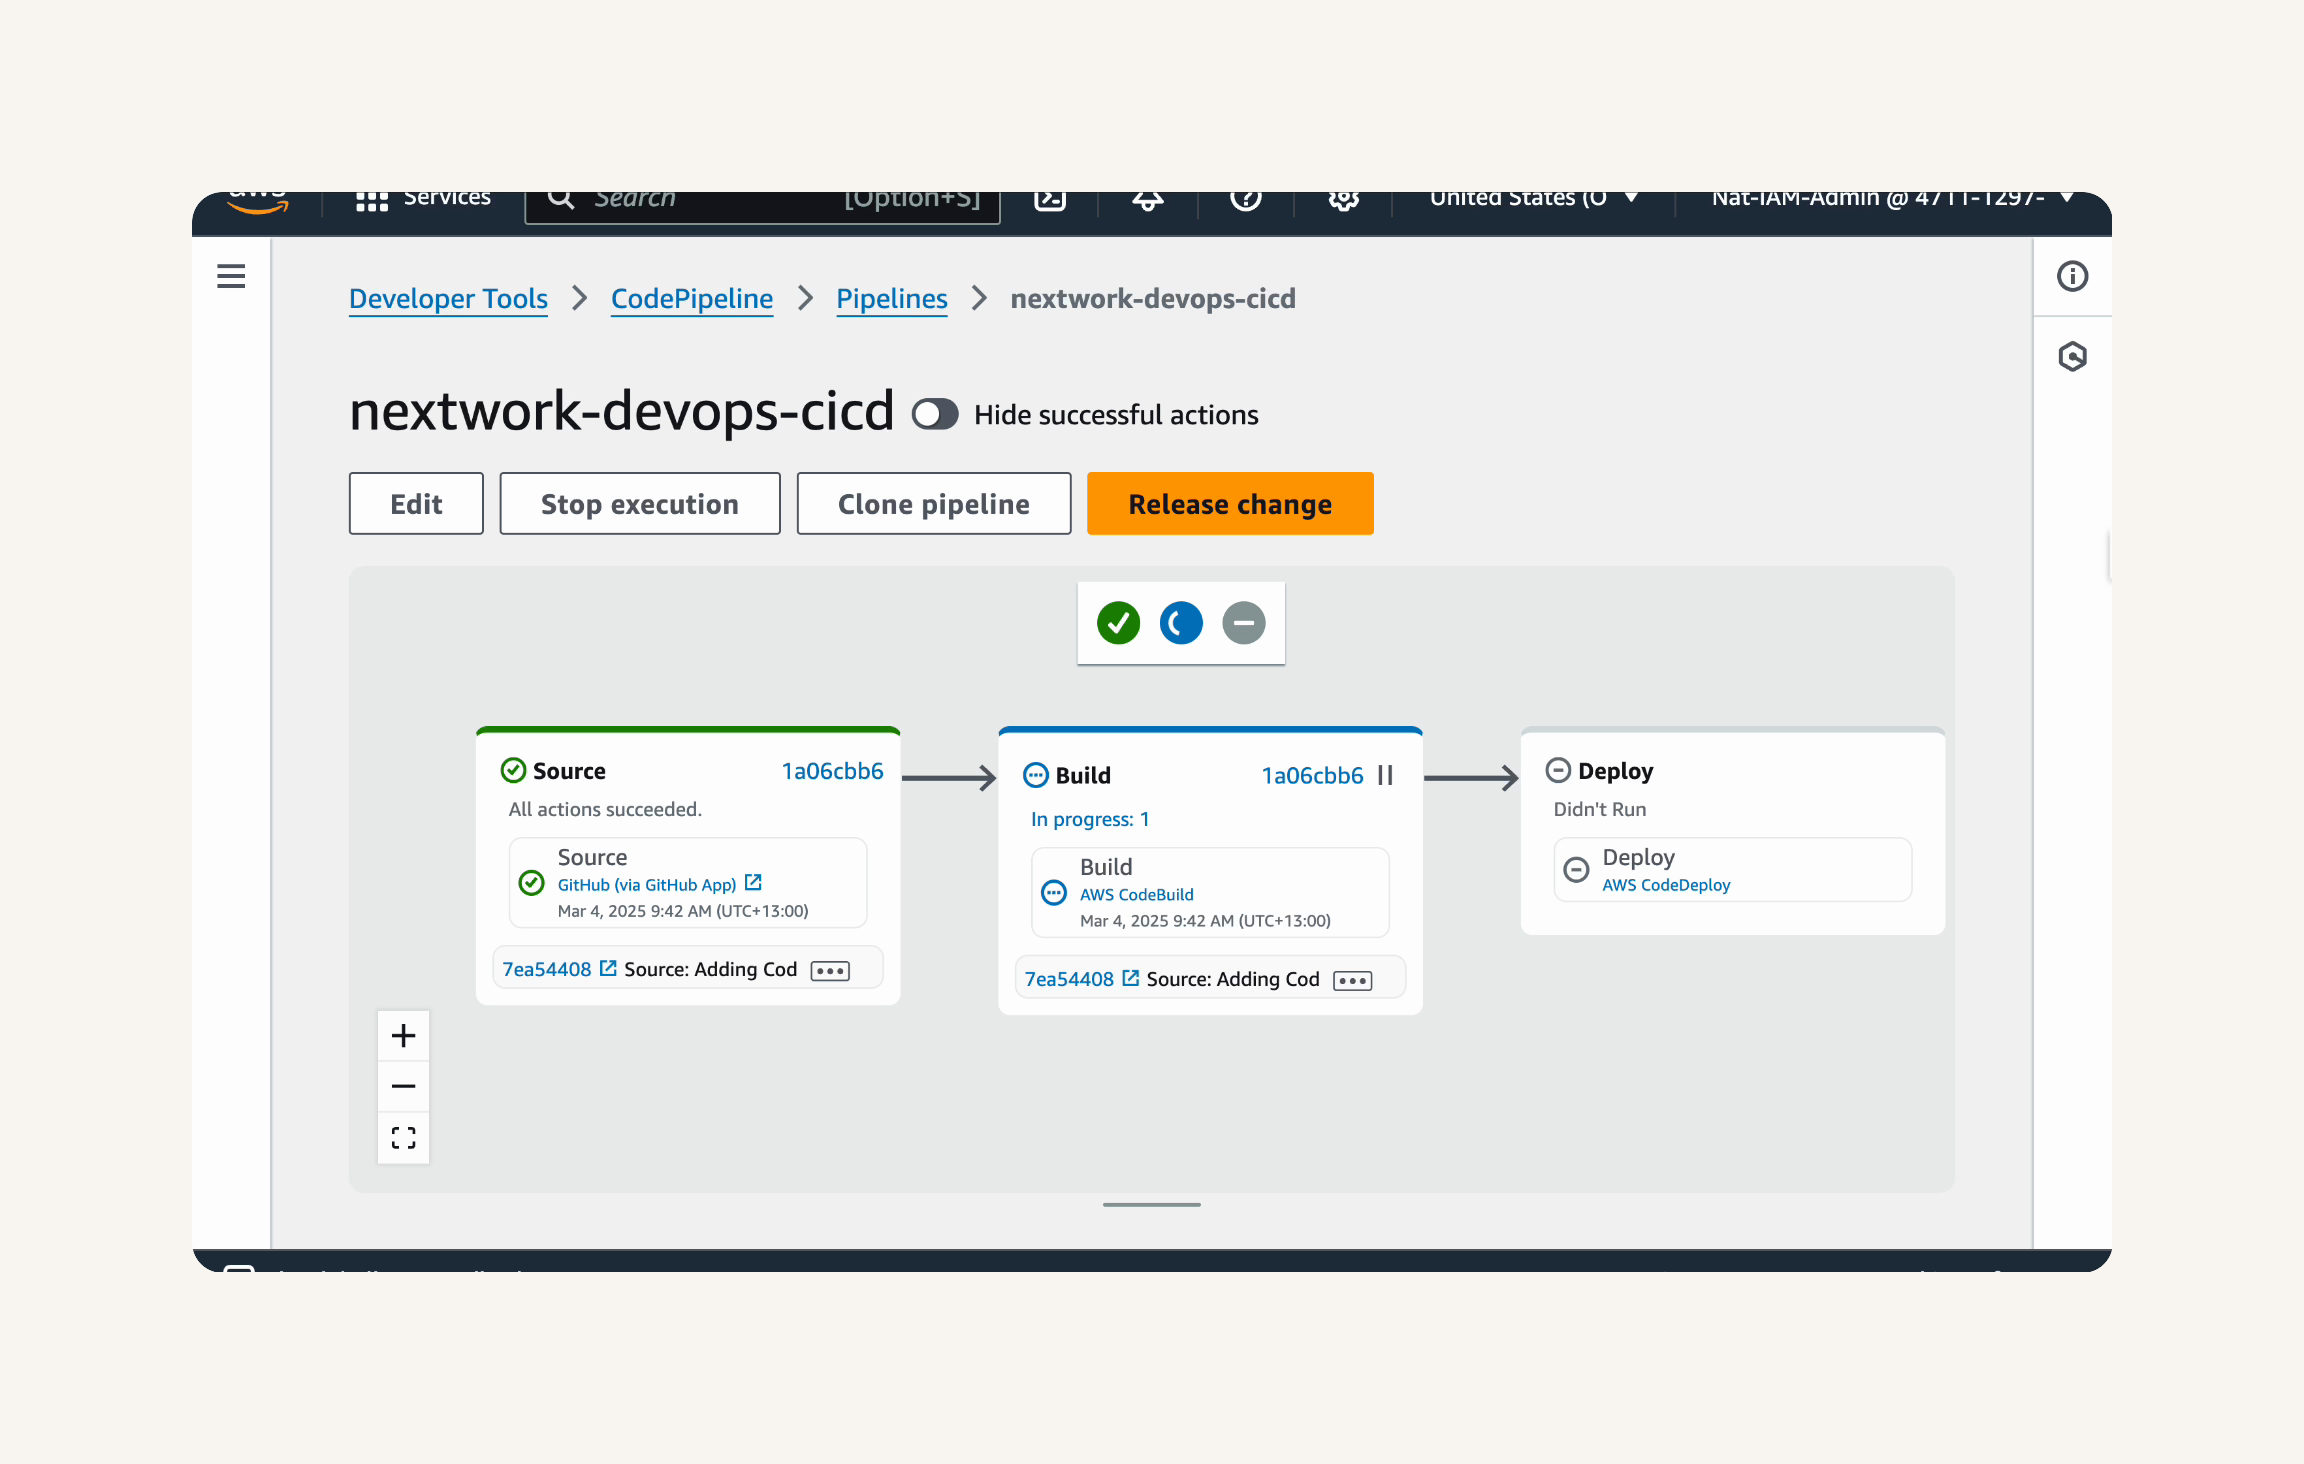 aws Services Search [Option+S] United States (O Nat-IAM-Admin @ 4711-1297-
Developer Tools CodePipeline Pipelines nextwork-devops-cicd
nextwork-devops-cicd Hide successful actions
Edit Stop execution Clone pipeline Release change
Source 1a06cbb6
All actions succeeded.
Source
GitHub (via GitHub App)
Mar 4, 2025 9:42 AM (UTC+13:00)
7ea54408 Source: Adding Cod
Build 1a06cbb6
In progress: 1
Build
AWS CodeBuild
Mar 4, 2025 9:42 AM (UTC+13:00)
7ea54408 Source: Adding Cod
Deploy
Didn't Run
Deploy
AWS CodeDeploy